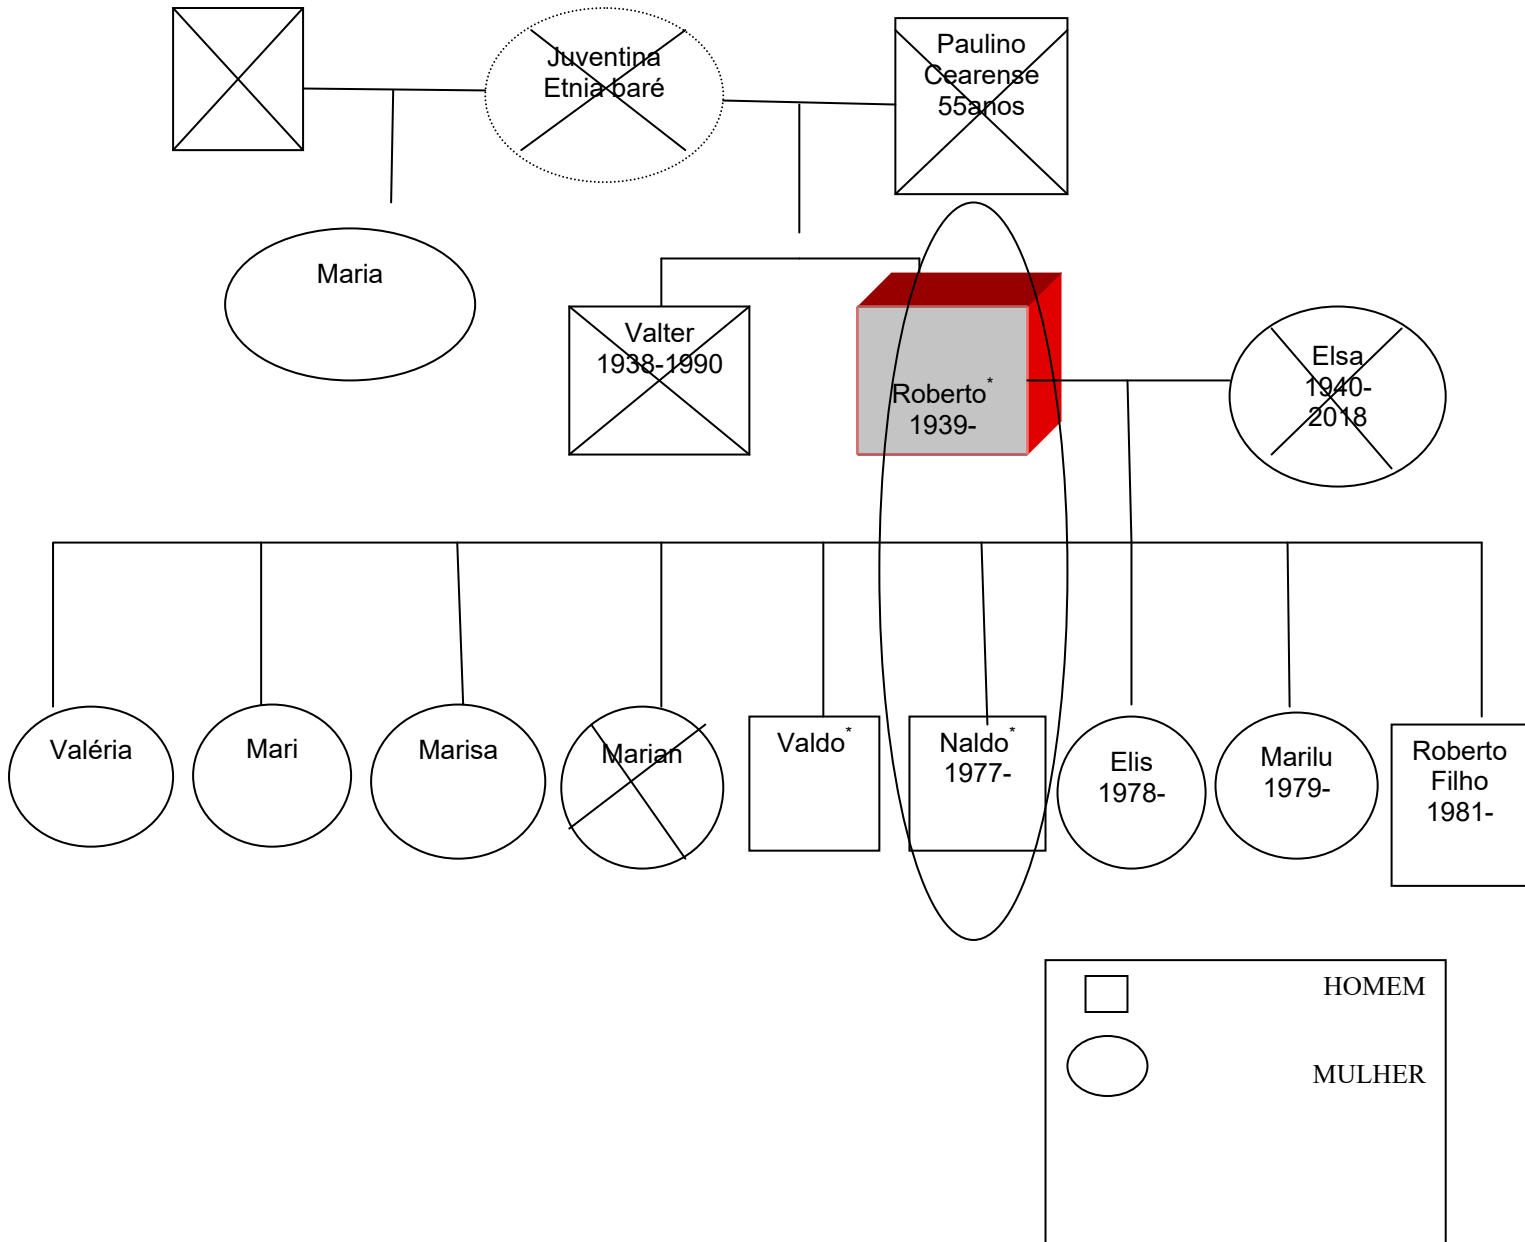 Juventina
Etnia baré
Paulino
Cearense
55anos
Maria
Valter
1938-1990
Roberto*
1939-
Elsa
1940-
2018
Valéria
Mari
Marisa
Marian
Valdo*
Naldo*
1977-
Elis
1978-
Marilu
1979-
Roberto
Filho
1981-
HOMEM
MULHER